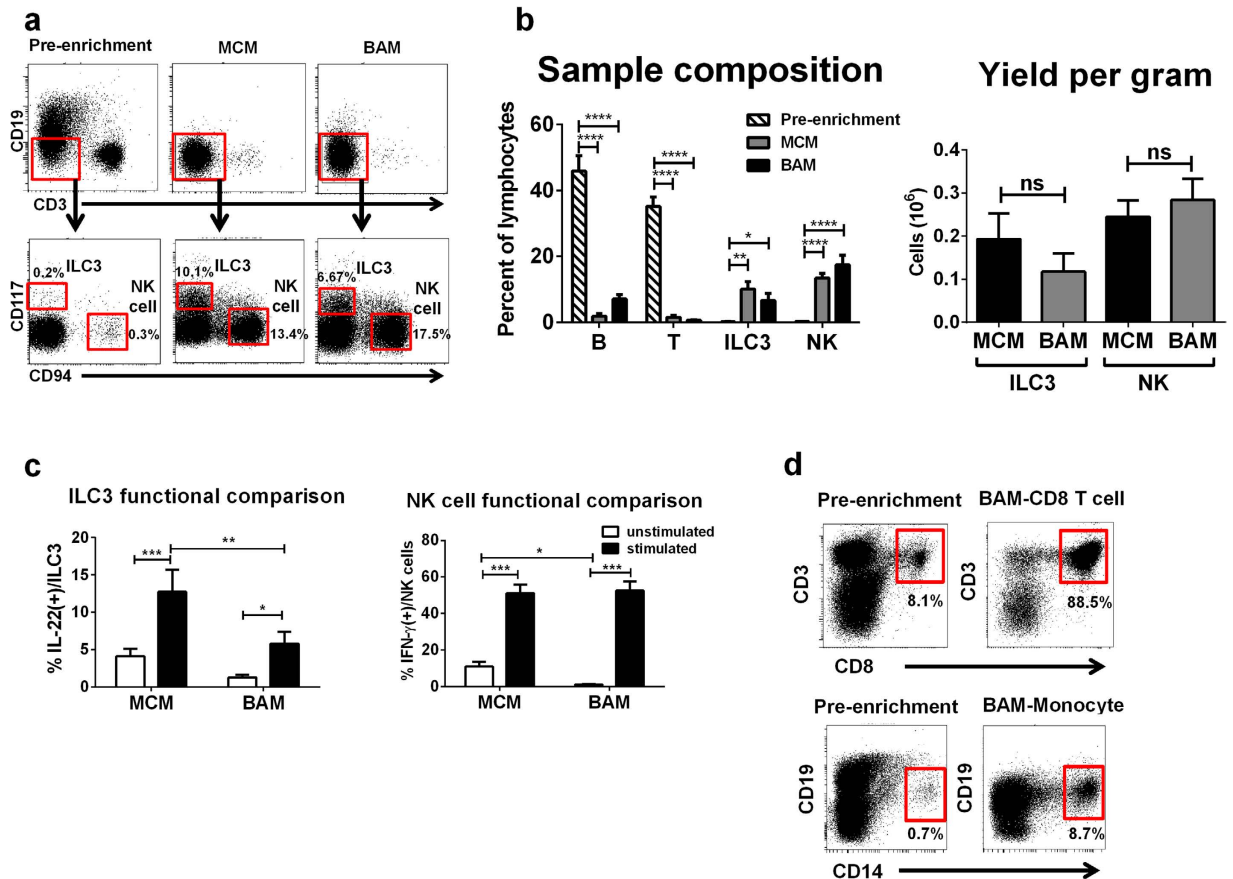 a
Pre-enrichment
MCM
BAM
CD19
CD3
ILC3
0.2%
NK
cell
0.3%
10.1%
ILC3
NK
cell
13.4%
6.67%
ILC3
NK
cell
17.5%
CD117
CD94
b
Sample composition
Pre-enrichment
MCM
BAM
Percent of lymphocytes
60
40
20
0
****
****
****
****
*
**
****
****
B
T
ILC3
NK
Yield per gram
Cells (10⁶)
0.4
0.3
0.2
0.1
0.0
ns
ns
MCM
BAM
MCM
BAM
ILC3
NK
c
ILC3 functional comparison
% IL-22(+)/ILC3
20
15
10
5
0
***
**
*
MCM
BAM
NK cell functional comparison
unstimulated
stimulated
% IFN-γ(+)/NK cells
80
60
40
20
0
*
***
***
MCM
BAM
d
Pre-enrichment
BAM-CD8 T cell
CD3
8.1%
CD3
88.5%
CD8
Pre-enrichment
BAM-Monocyte
CD19
0.7%
CD19
8.7%
CD14